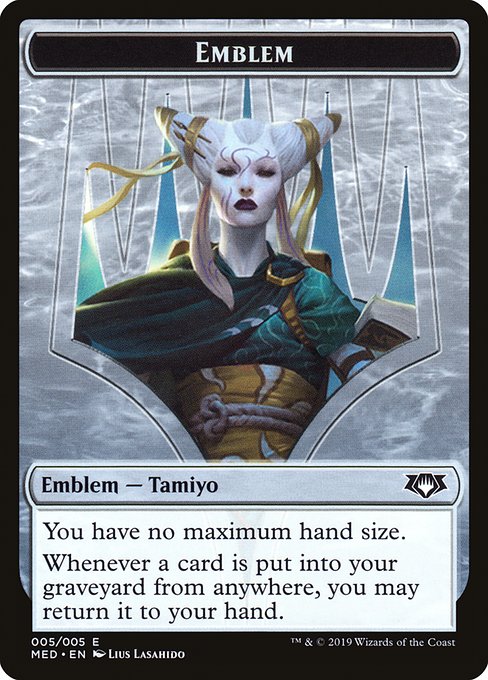 Emblem
Emblem — Tamiyo
You have no maximum hand size.
Whenever a card is put into your
graveyard from anywhere, you may
return it to your hand.
005/005 E
MED • EN Lius Lasahido
™ & © 2019 Wizards of the Coast